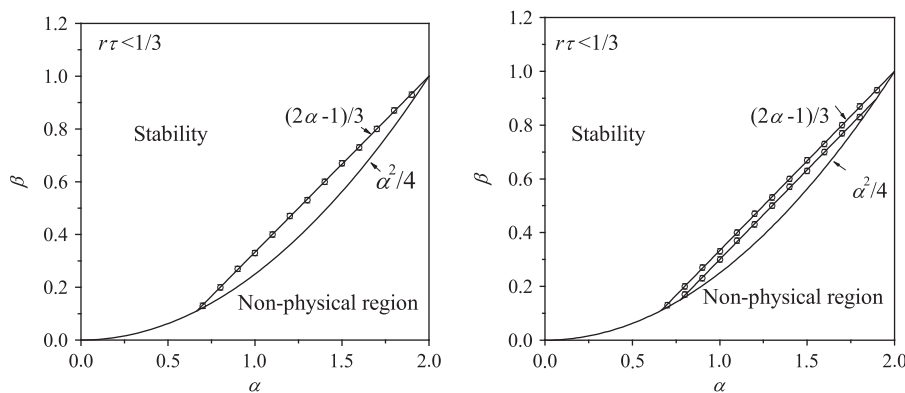 1.2
rτ<1/3
1.0
(2α-1)/3
0.8
Stability
β
0.6
α²/4
0.4
0.2
Non-physical region
0.0
0.0 0.5 1.0 1.5 2.0
α
1.2
rτ<1/3
1.0
(2α-1)/3
0.8
Stability
β
0.6
α²/4
0.4
0.2
Non-physical region
0.0
0.0 0.5 1.0 1.5 2.0
α